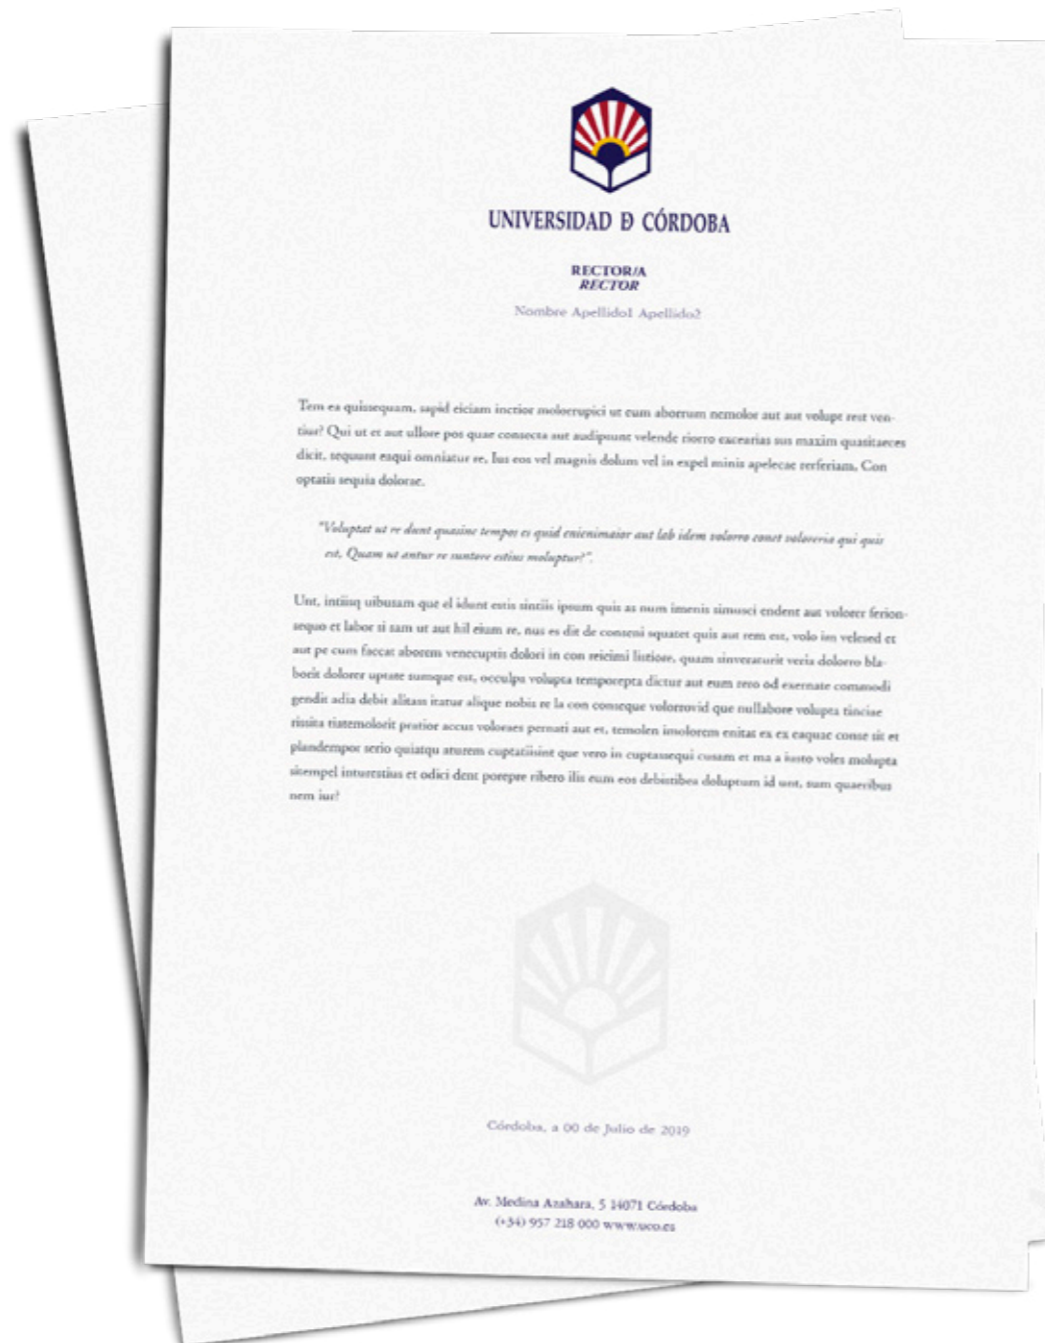 UNIVERSIDAD Ð CÓRDOBA
RECTOR/A
RECTOR
Nombre Apellido1 Apellido2
Tem ea quissequam, sapid eiciam inctior molorrupici ut eum aborrum nemolor aut aut volupt rest ven-
tiur? Qui ut et aut ullore pos quae consecta aut audipsunt velende riorro excearias sus maxim quasitaeces
dicit, sequunt esqui omniatur re, Ius eos vel magnis dolum vel in expel minis apelecae rerferiam, Con
optatis sequia dolorae.
"Voluptat ut re dunt quasine tempos es quid enienimaior aut lab idem volorro conet voloreria qui quis
est, Quam ut antur re suntore estius moluptur?".
Unt, intiisq uibusam que el idunt estis sintiis ipsum quis as num imenis simusci endent aut volorer ferion-
sequo et labor si sam ut aut hil eium re, nus es dit de conseni squatet quis aut rem est, volo ius velesed et
aut pe cum faccat aborem venecuptis dolori in con reicimi listiore, quam sinveraturit veris dolorro bla-
boris dolorer uptate sumque est, occulpa volupta temporepta dictur aut eum rero od exernate commodi
gendit adia debit alitass itatur alique nobis re la con conseque volorrovid que nullabore volupta tinciae
rissita tistemolorit pratior accus voloraes pernati aut et, temolen imolorem enitas ex ex eaquae conse sit et
plandempor serio quiatqu aturem cuptatiisint que vero in cuptassequi cusam et ma a iusto voles molupta
sitempel inturestius et odici dent porepre ribero ilis eum eos debistibea doluptum id unt, sum quaeribus
nem iur?
Córdoba, a 00 de Julio de 2019
Av. Medina Azahara, 5 14071 Córdoba
(+34) 957 218 000 www.uco.es